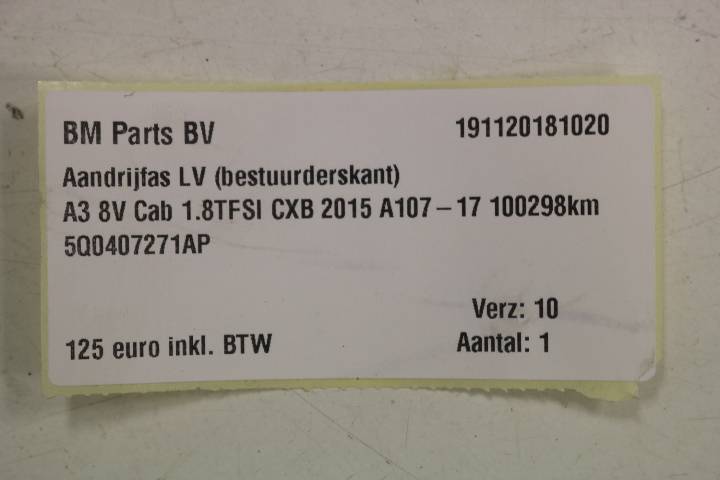 BM Parts BV 191120181020
Aandrijfas LV (bestuurderskant)
A3 8V Cab 1.8TFSI CXB 2015 A107-17 100298km
5Q0407271AP
Verz: 10
125 euro inkl. BTW Aantal: 1